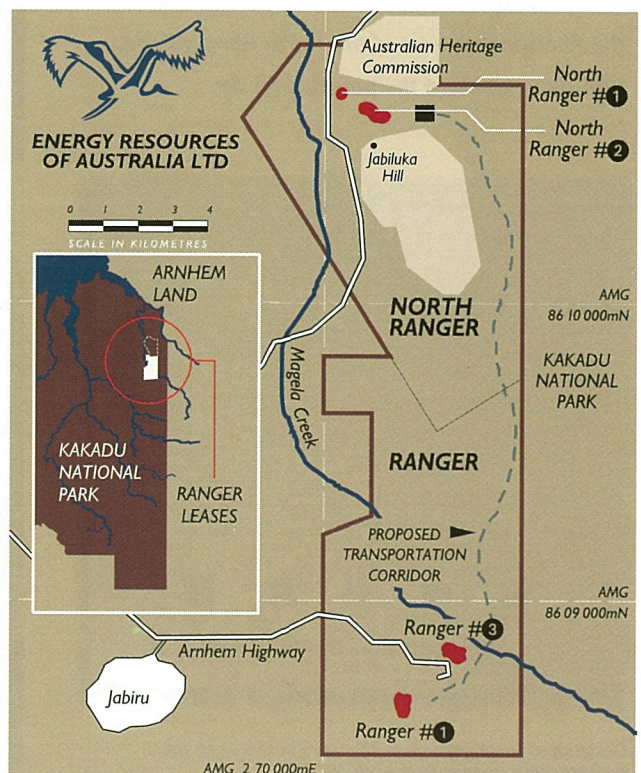 ENERGY RESOURCES
OF AUSTRALIA LTD
0 1 2 3 4
SCALE IN KILOMETRES
Australian Heritage
Commission
North
Ranger #1
North
Ranger #2
Jabiluka
Hill
ARNHEM
LAND
KAKADU
NATIONAL
PARK
RANGER
LEASES
NORTH
RANGER
AMG
86 10 000mN
KAKADU
NATIONAL
PARK
Magela Creek
RANGER
PROPOSED
TRANSPORTATION
CORRIDOR
AMG
86 09 000mN
Ranger #3
Arnhem Highway
Jabiru
Ranger #1
AMG 2 70 000mE